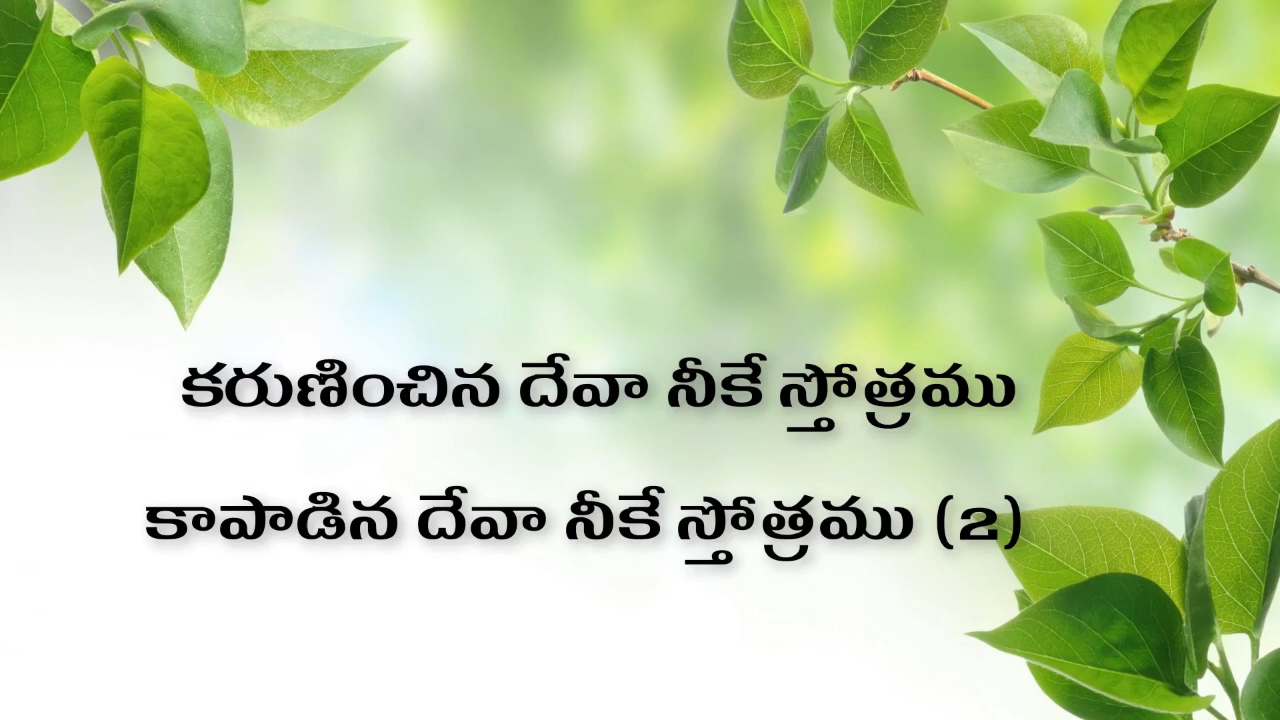 కరుణించిన దేవా నీకే స్తోత్రము
కాపాడిన దేవా నీకే స్తోత్రము (2)